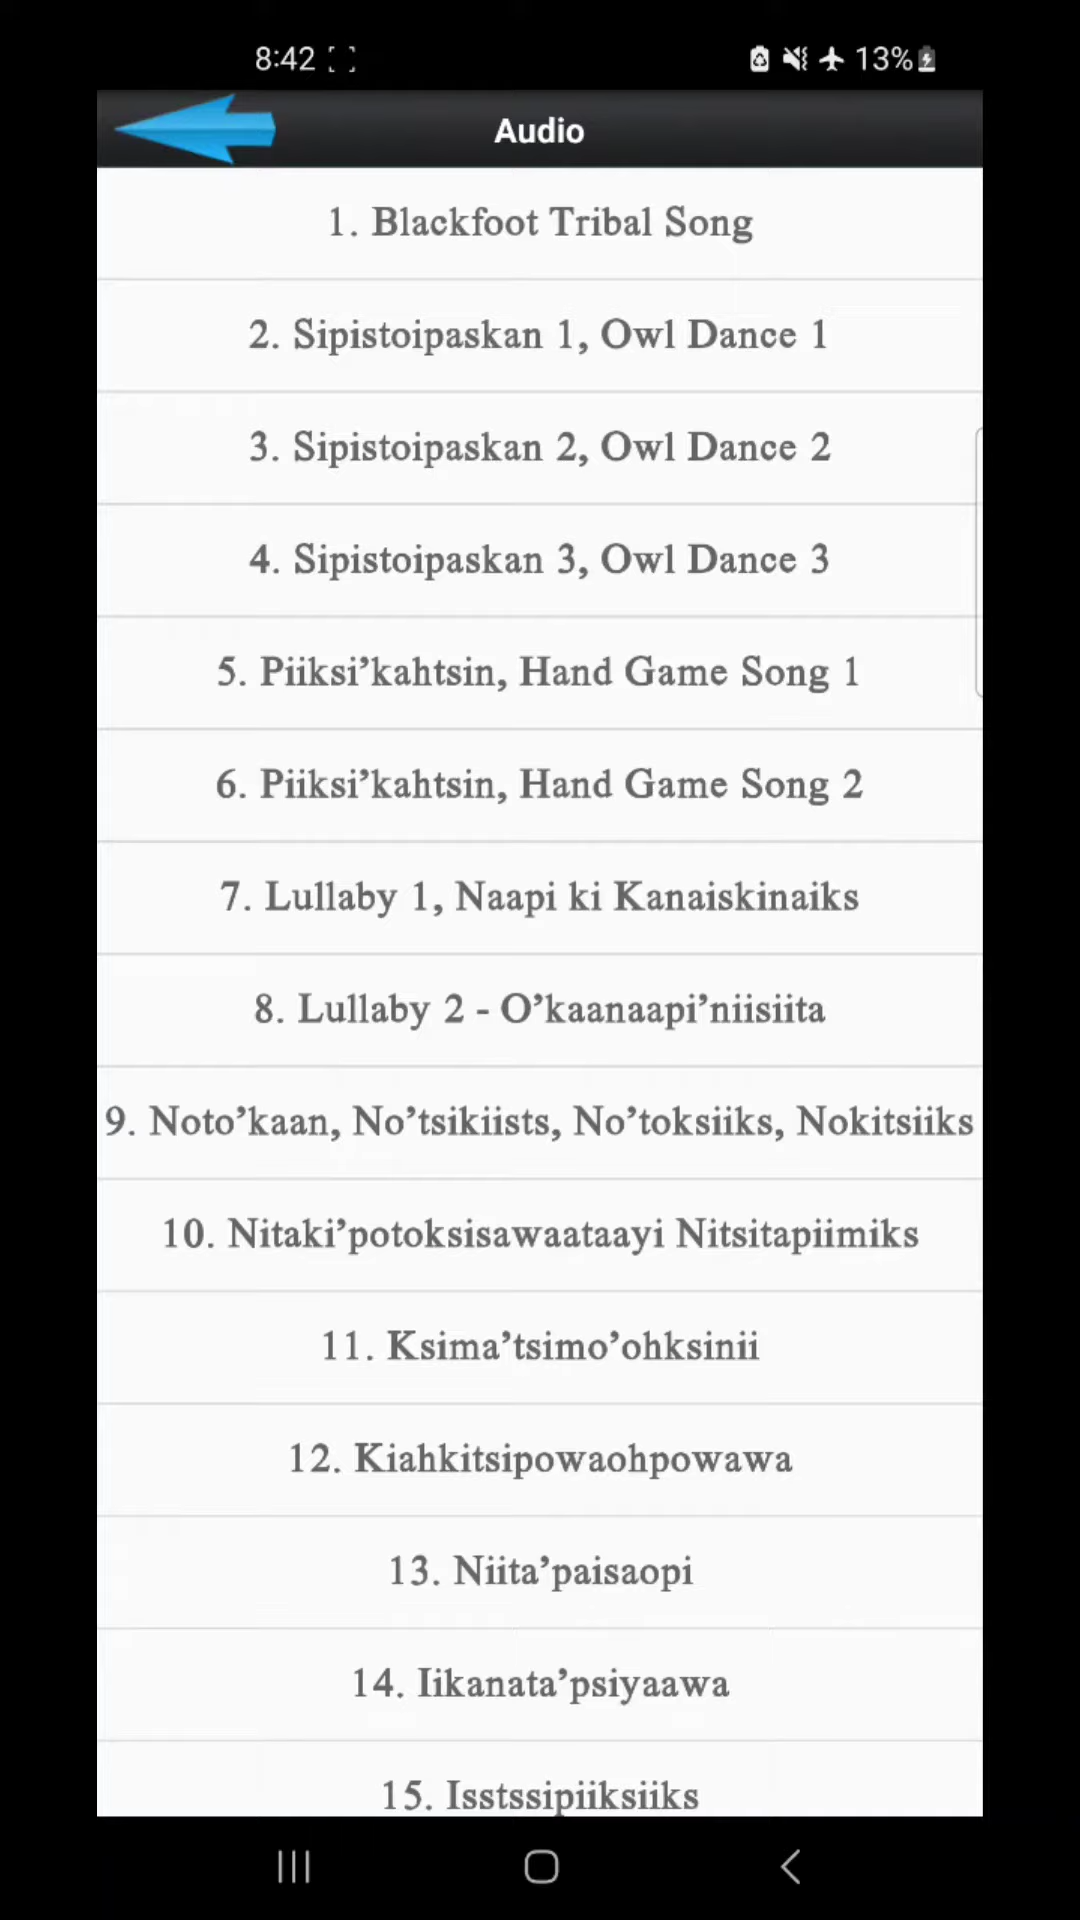 8:42
13%
Audio
1. Blackfoot Tribal Song
2. Sipistoipaskan 1, Owl Dance 1
3. Sipistoipaskan 2, Owl Dance 2
4. Sipistoipaskan 3, Owl Dance 3
5. Piiksi’kahtsin, Hand Game Song 1
6. Piiksi’kahtsin, Hand Game Song 2
7. Lullaby 1, Naapi ki Kanaiskinaiks
8. Lullaby 2 - O’kaanaapi’niisiita
9. Noto’kaan, No’tsikiists, No’toksiiks, Nokitsiiks
10. Nitaki’potoksisawaataayi Nitsitapiimiks
11. Ksima’tsimo’ohksinii
12. Kiahkitsipowaohpowawa
13. Niita’paisaopi
14. Iikanata’psiyaawa
15. Isstssipiiksiiks